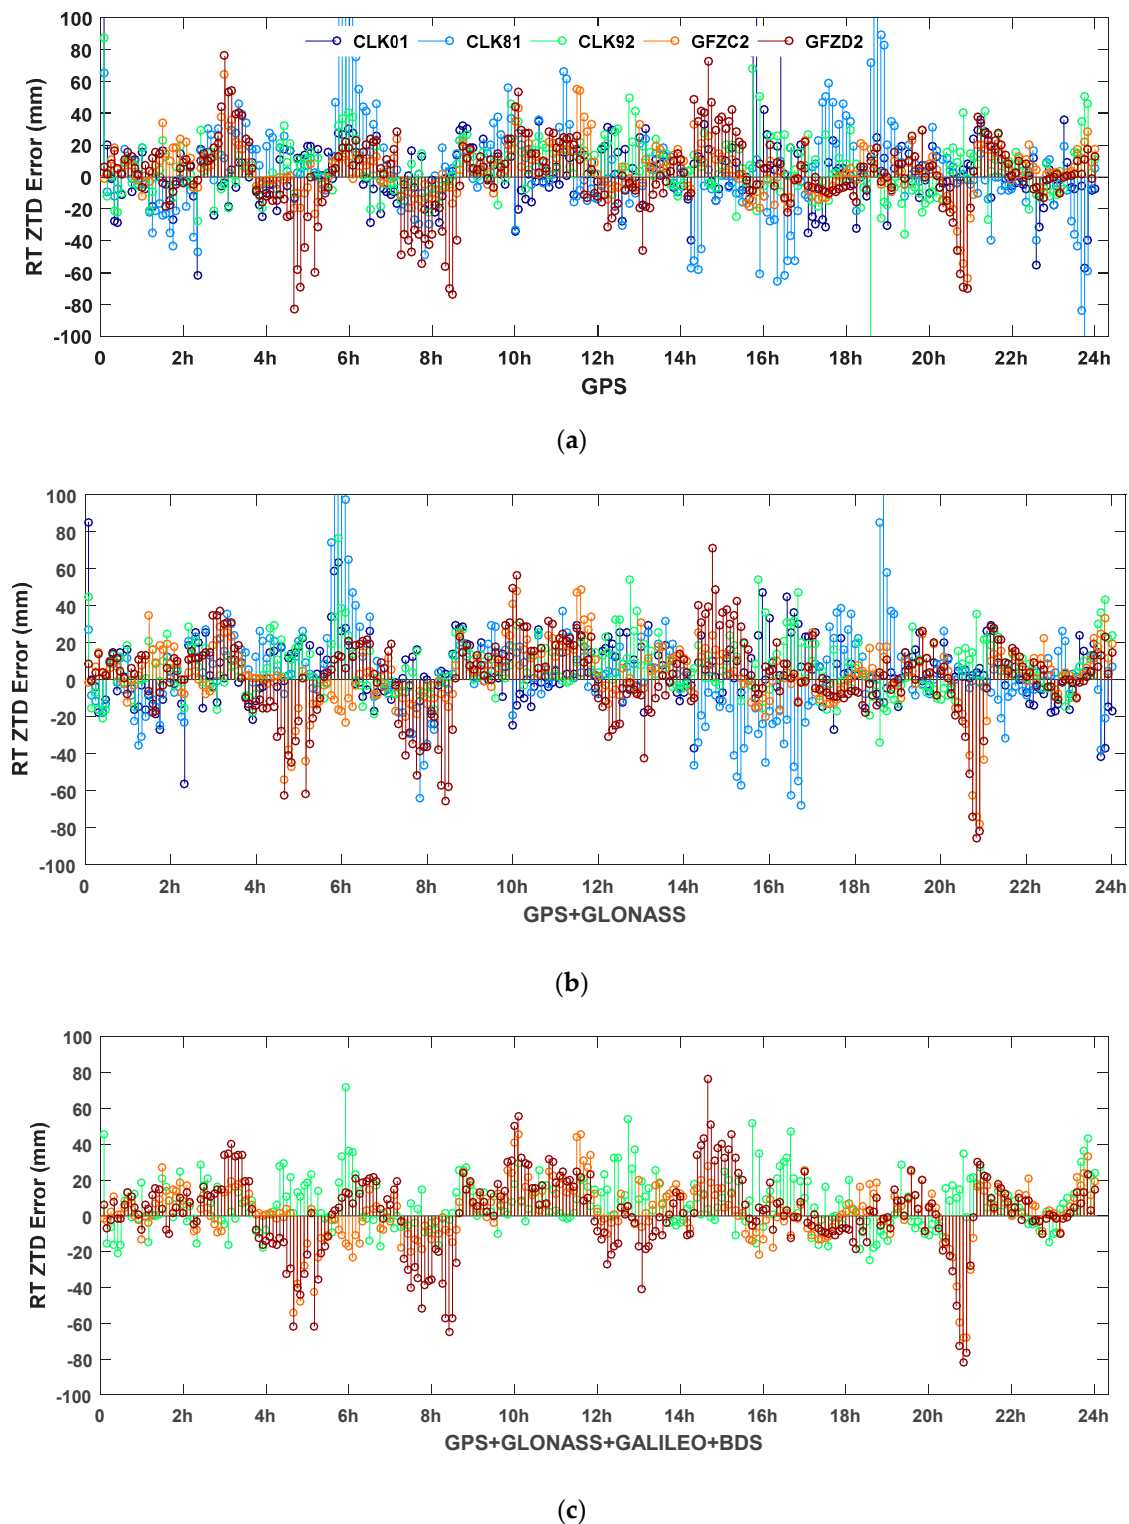 100
80
60
40
20
0
-20
-40
-60
-80
-100
RT ZTD Error (mm)
CLK01 CLK81 CLK92 GFZC2 GFZD2
0 2h 4h 6h 8h 10h 12h 14h 16h 18h 20h 22h 24h
GPS
(a)
100
80
60
40
20
0
-20
-40
-60
-80
-100
RT ZTD Error (mm)
0 2h 4h 6h 8h 10h 12h 14h 16h 18h 20h 22h 24h
GPS+GLONASS
(b)
100
80
60
40
20
0
-20
-40
-60
-80
-100
RT ZTD Error (mm)
0 2h 4h 6h 8h 10h 12h 14h 16h 18h 20h 22h 24h
GPS+GLONASS+GALILEO+BDS
(c)